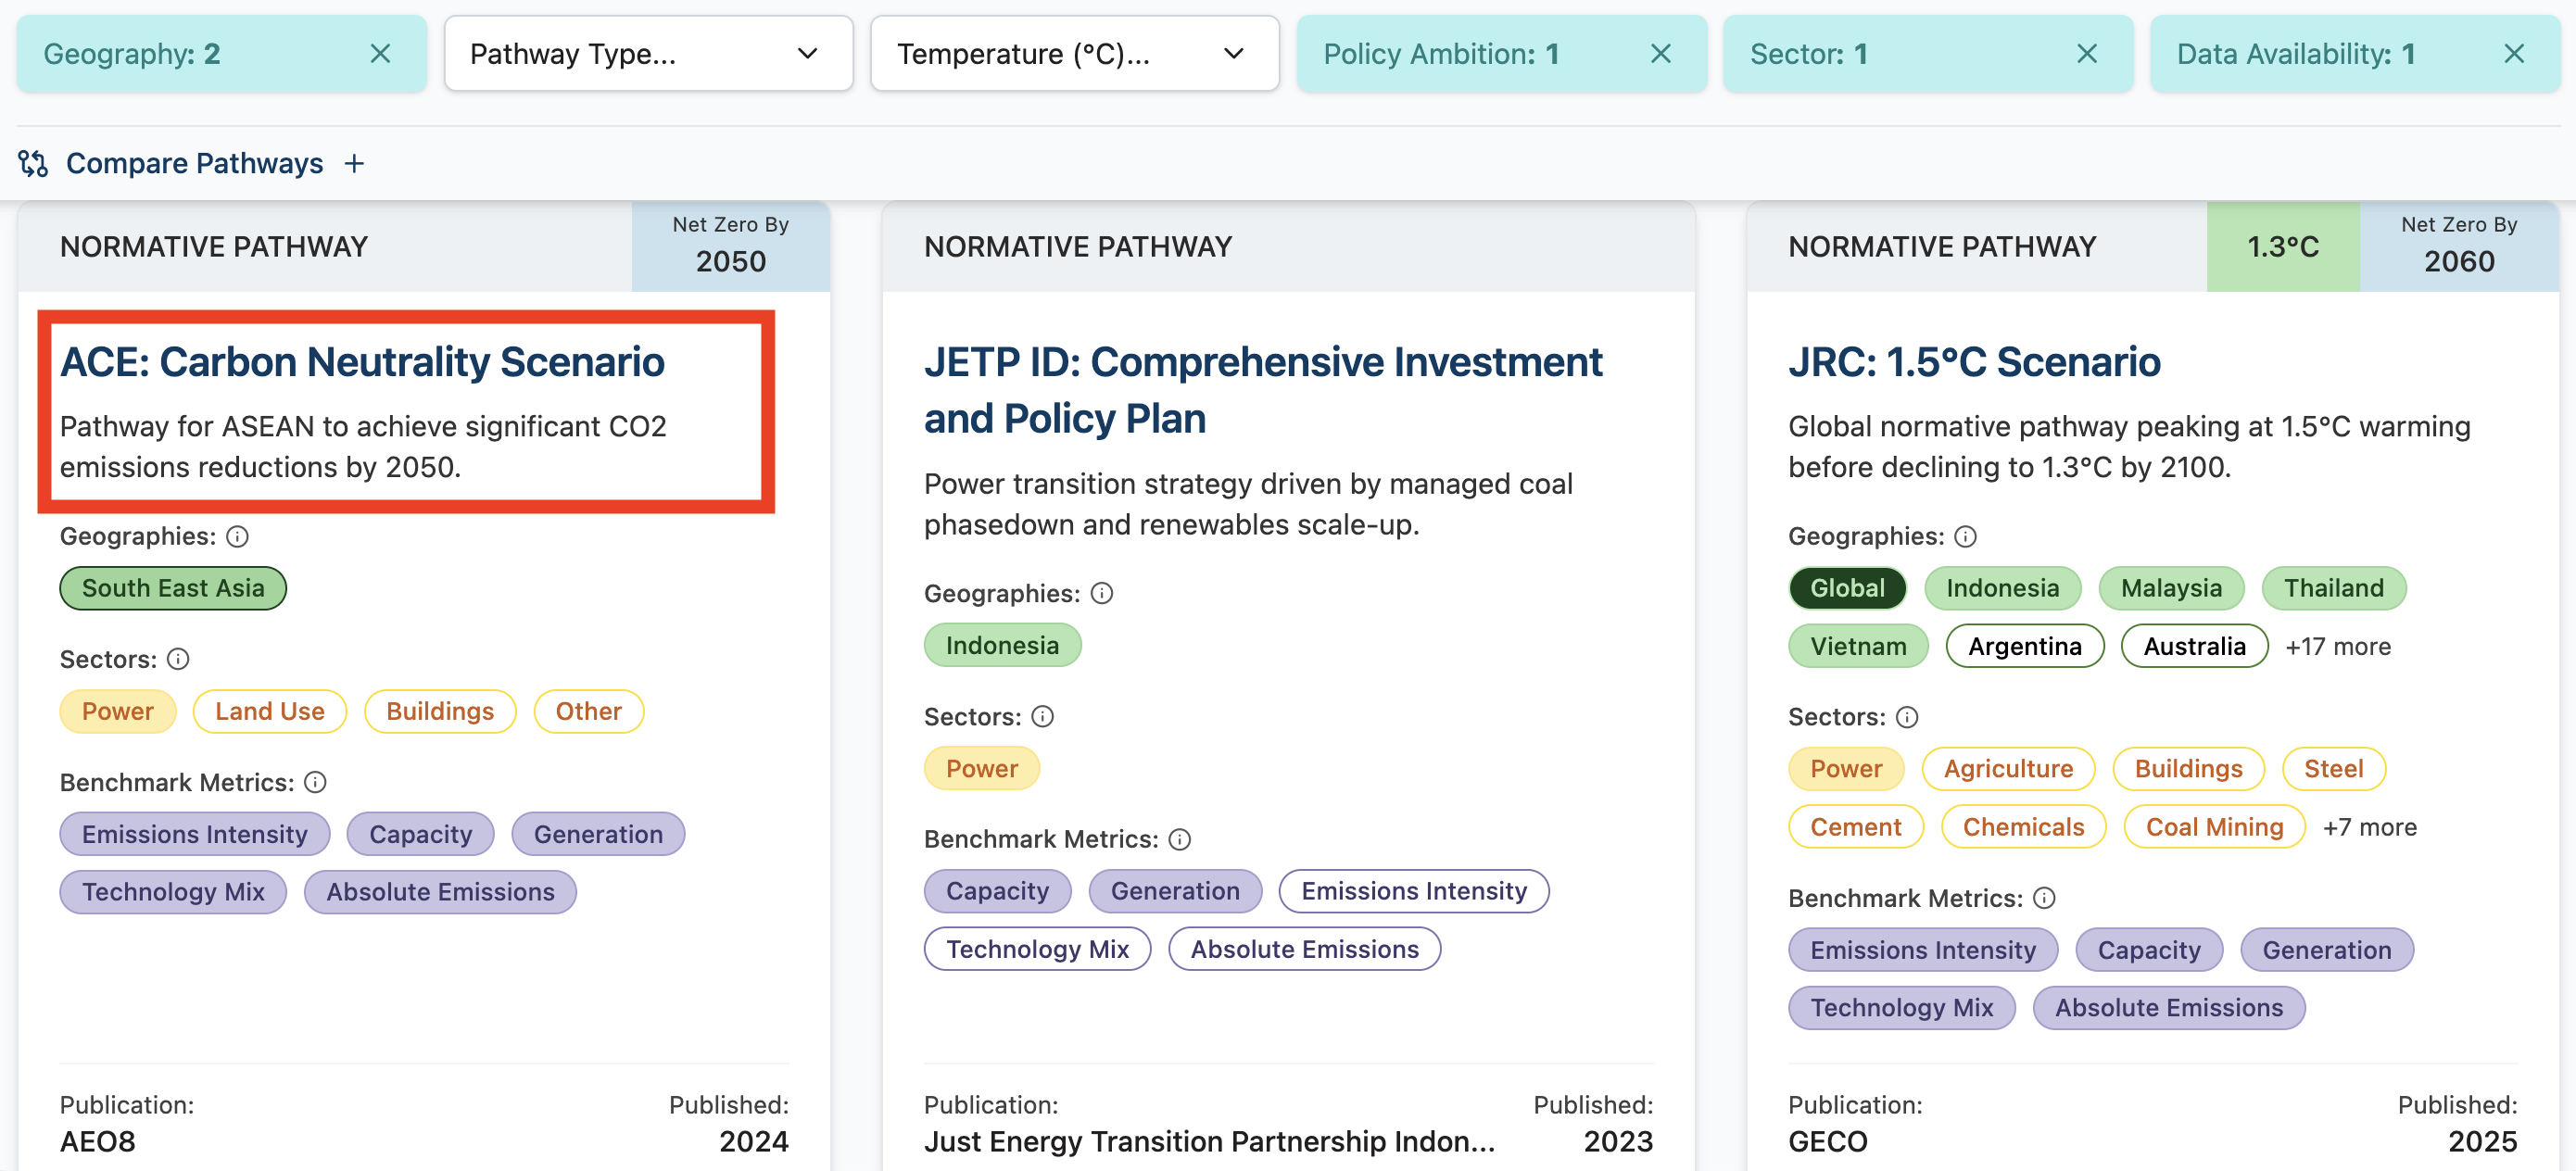 Geography: 2
Pathway Type...
Temperature (°C)...
Policy Ambition: 1
Sector: 1
Data Availability: 1
Compare Pathways +
NORMATIVE PATHWAY
Net Zero By
2050
ACE: Carbon Neutrality Scenario
Pathway for ASEAN to achieve significant CO2
emissions reductions by 2050.
Geographies:
South East Asia
Sectors:
Power Land Use Buildings Other
Benchmark Metrics:
Emissions Intensity Capacity Generation
Technology Mix Absolute Emissions
Publication: Published:
AEO8 2024
NORMATIVE PATHWAY
JETP ID: Comprehensive Investment
and Policy Plan
Power transition strategy driven by managed coal
phasedown and renewables scale-up.
Geographies:
Indonesia
Sectors:
Power
Benchmark Metrics:
Capacity Generation Emissions Intensity
Technology Mix Absolute Emissions
Publication: Published:
Just Energy Transition Partnership Indon... 2023
NORMATIVE PATHWAY
1.3°C
Net Zero By
2060
JRC: 1.5°C Scenario
Global normative pathway peaking at 1.5°C warming
before declining to 1.3°C by 2100.
Geographies:
Global Indonesia Malaysia Thailand
Vietnam Argentina Australia +17 more
Sectors:
Power Agriculture Buildings Steel
Cement Chemicals Coal Mining +7 more
Benchmark Metrics:
Emissions Intensity Capacity Generation
Technology Mix Absolute Emissions
Publication: Published:
GECO 2025